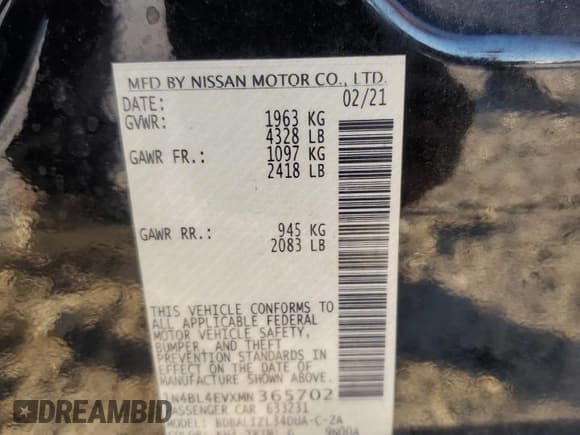 MFD BY NISSAN MOTOR CO., LTD.
DATE: 02/21
GVWR: 1963 KG
4328 LB
GAWR FR.: 1097 KG
2418 LB
GAWR RR.: 945 KG
2083 LB
THIS VEHICLE CONFORMS TO
ALL APPLICABLE FEDERAL
MOTOR VEHICLE SAFETY,
BUMPER, AND THEFT
PREVENTION STANDARDS IN
EFFECT ON THE DATE OF
MANUFACTURE SHOWN ABOVE.
1N4BL4EVXMN365702
PASSENGER CAR 633231
MODEL:
DREAMBID